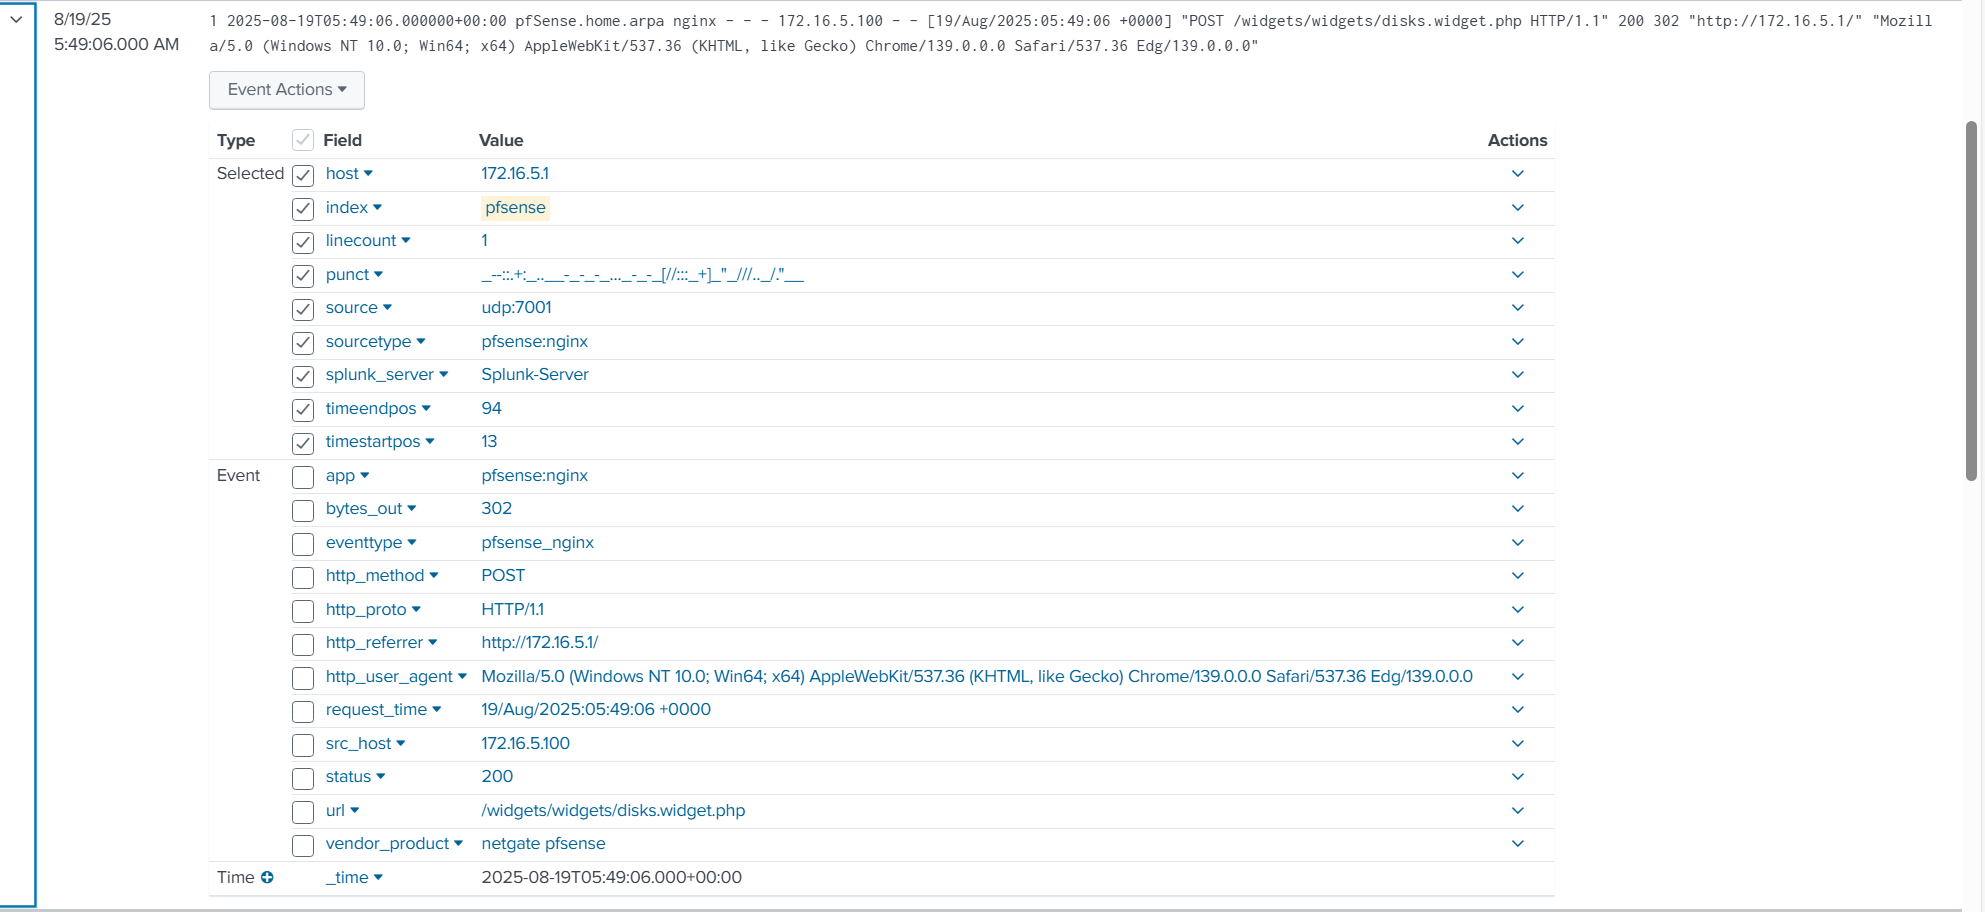 8/19/25
5:49:06.000 AM
1 2025-08-19T05:49:06.000000+00:00 pfSense.home.arpa nginx - - - 172.16.5.100 - - [19/Aug/2025:05:49:06 +0000] "POST /widgets/widgets/disks.widget.php HTTP/1.1" 200 302 "http://172.16.5.1/" "Mozill
a/5.0 (Windows NT 10.0; Win64; x64) AppleWebKit/537.36 (KHTML, like Gecko) Chrome/139.0.0.0 Safari/537.36 Edg/139.0.0.0"
Event Actions
Type Field Value Actions
Selected host 172.16.5.1
index pfsense
linecount 1
punct _--::.+:_..__-_-_-_..._-_-_[//:::_+]_"_///.._/."__
source udp:7001
sourcetype pfsense:nginx
splunk_server Splunk-Server
timeendpos 94
timestartpos 13
Event app pfsense:nginx
bytes_out 302
eventtype pfsense_nginx
http_method POST
http_proto HTTP/1.1
http_referrer http://172.16.5.1/
http_user_agent Mozilla/5.0 (Windows NT 10.0; Win64; x64) AppleWebKit/537.36 (KHTML, like Gecko) Chrome/139.0.0.0 Safari/537.36 Edg/139.0.0.0
request_time 19/Aug/2025:05:49:06 +0000
src_host 172.16.5.100
status 200
url /widgets/widgets/disks.widget.php
vendor_product netgate pfsense
Time _time 2025-08-19T05:49:06.000+00:00